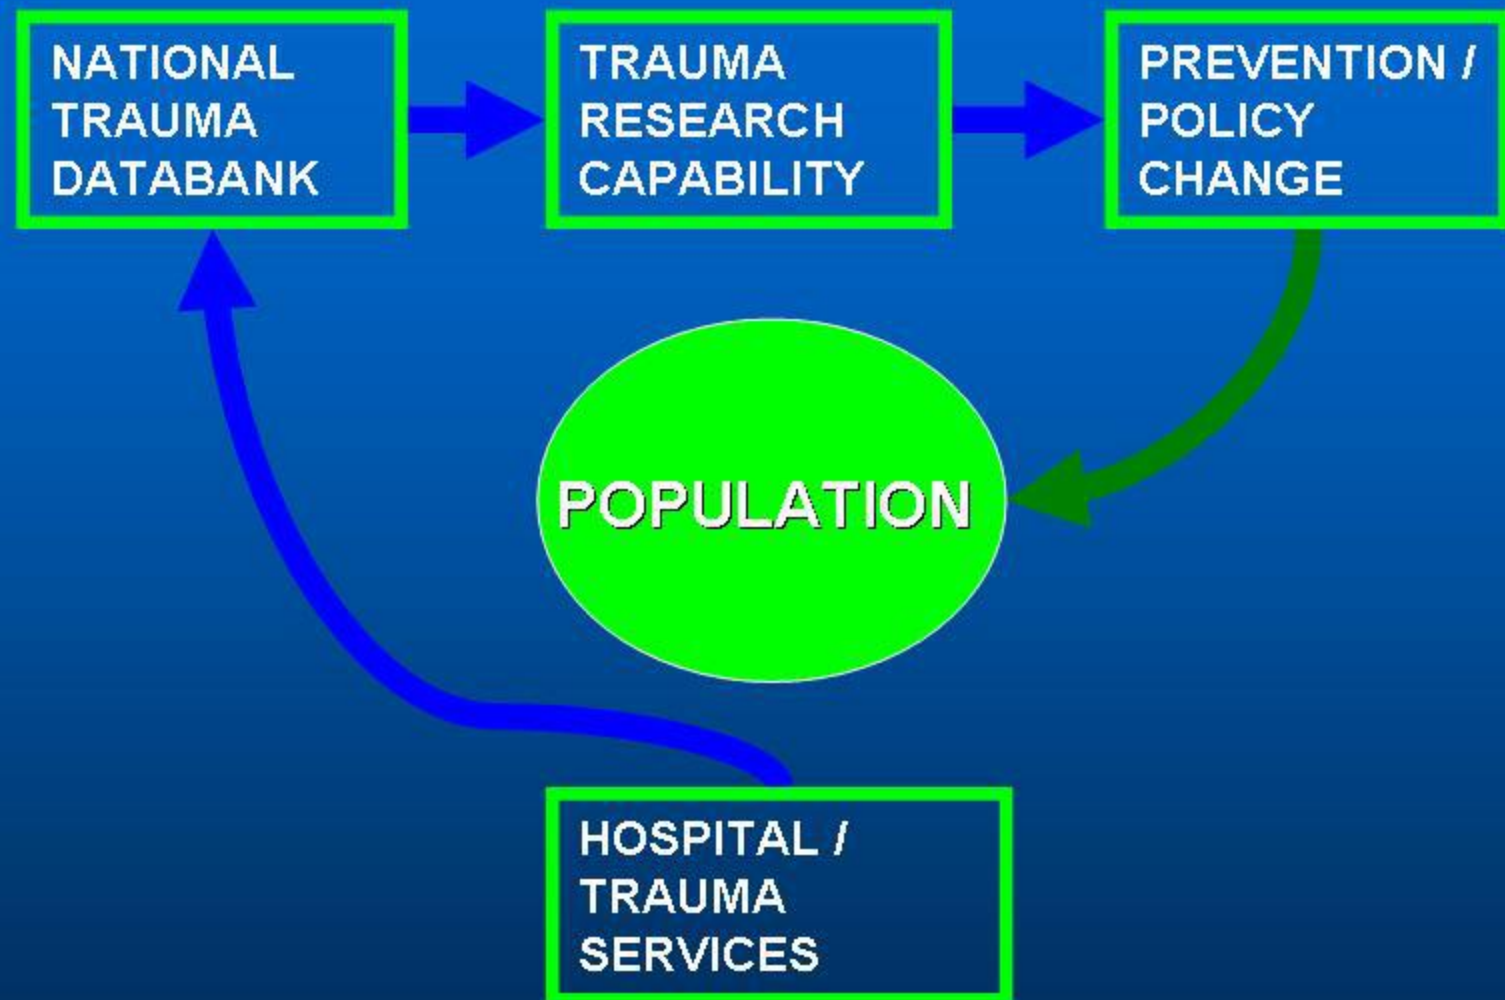 NATIONAL
TRAUMA
DATABANK
TRAUMA
RESEARCH
CAPABILITY
PREVENTION /
POLICY
CHANGE
POPULATION
HOSPITAL /
TRAUMA
SERVICES